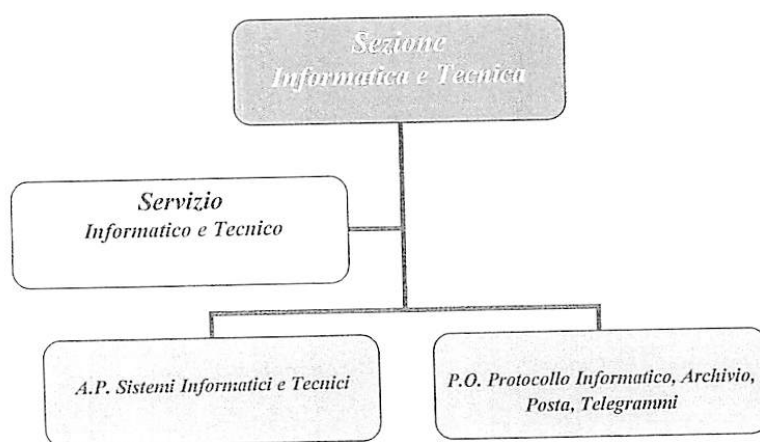 Sezione
Informatica e Tecnica
Servizio
Informatico e Tecnico
A.P. Sistemi Informatici e Tecnici
P.O. Protocollo Informatico, Archivio,
Posta, Telegrammi